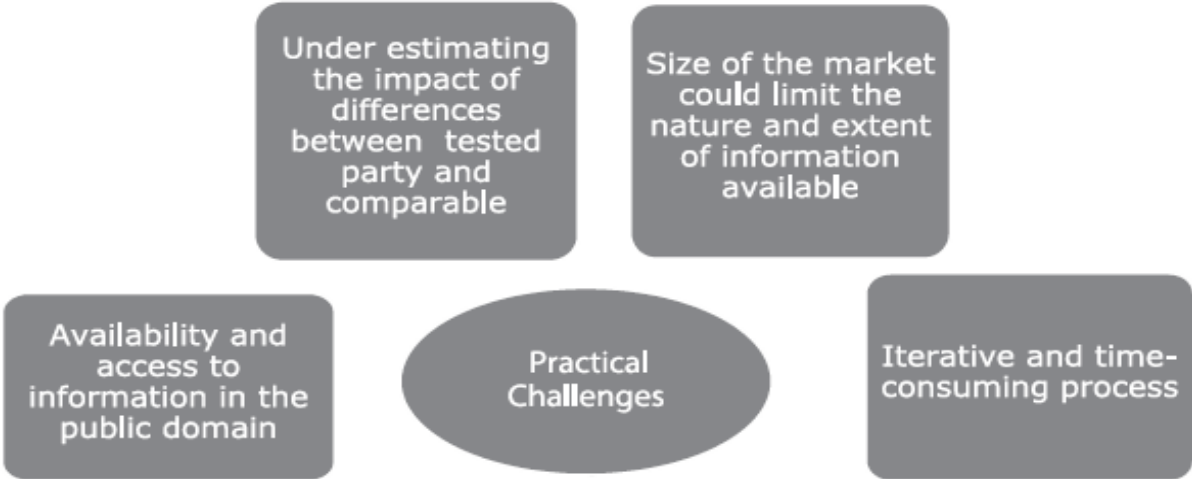 Under estimating
the impact of
differences
between tested
party and
comparable
Size of the market
could limit the
nature and extent
of information
available
Availability and
access to
information in the
public domain
Practical
Challenges
Iterative and time-
consuming process